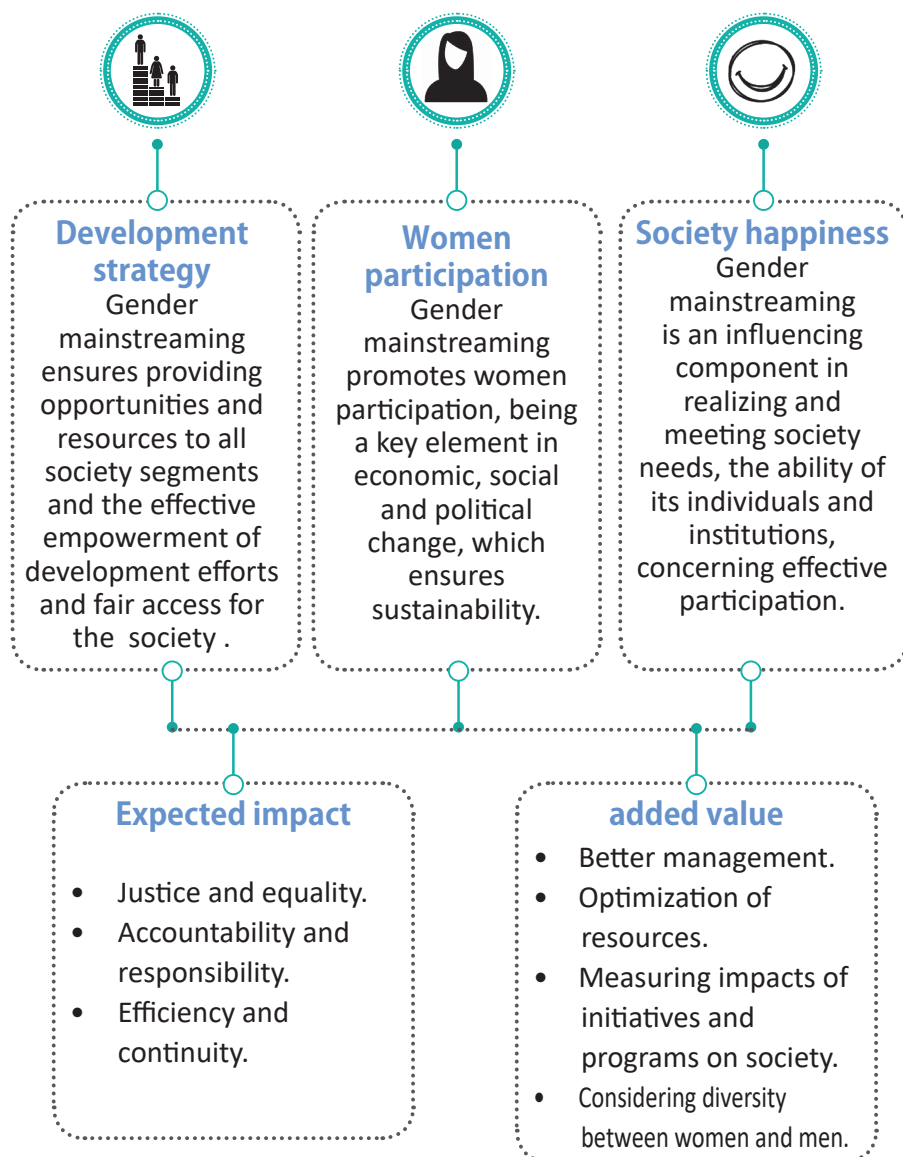 Development
strategy
Gender
mainstreaming
ensures providing
opportunities and
resources to all
society segments
and the effective
empowerment of
development efforts
and fair access for
the society .
Women
participation
Gender
mainstreaming
promotes women
participation, being
a key element in
economic, social
and political
change, which
ensures
sustainability.
Society happiness
Gender
mainstreaming
is an influencing
component in
realizing and
meeting society
needs, the ability of
its individuals and
institutions,
concerning effective
participation.
Expected impact
• Justice and equality.
• Accountability and
responsibility.
• Efficiency and
continuity.
added value
• Better management.
• Optimization of
resources.
• Measuring impacts of
initiatives and
programs on society.
• Considering diversity
between women and men.